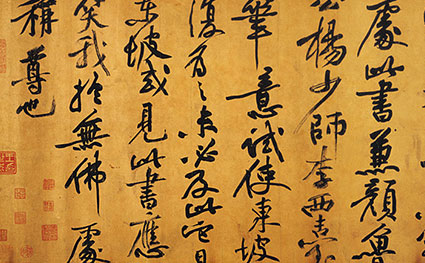 處此書兼顏魯
公楊少師李西臺
筆意試使東坡
復為之未必及此它日
東坡或見此書應
笑我於無佛處
稱尊也